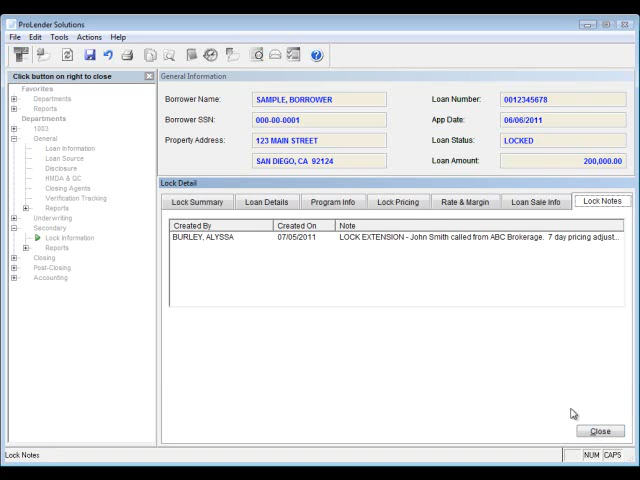 ProLender Solutions
File Edit Tools Actions Help
Click button on right to close
Favorites
Departments
Reports
Departments
1003
General
Loan Information
Loan Source
Disclosure
HMDA & QC
Closing Agents
Verification Tracking
Reports
Underwriting
Secondary
Lock Information
Reports
Closing
Post-Closing
Accounting
General Information
Borrower Name: SAMPLE, BORROWER Loan Number: 0012345678
Borrower SSN: 000-00-0001 App Date: 06/06/2011
Property Address: 123 MAIN STREET Loan Status: LOCKED
SAN DIEGO, CA 92124 Loan Amount: 200,000.00
Lock Detail
Lock Summary Loan Details Program Info Lock Pricing Rate & Margin Loan Sale Info Lock Notes
Created By Created On Note
BURLEY, ALYSSA 07/05/2011 LOCK EXTENSION - John Smith called from ABC Brokerage. 7 day pricing adjust...
Close
Lock Notes NUM CAPS